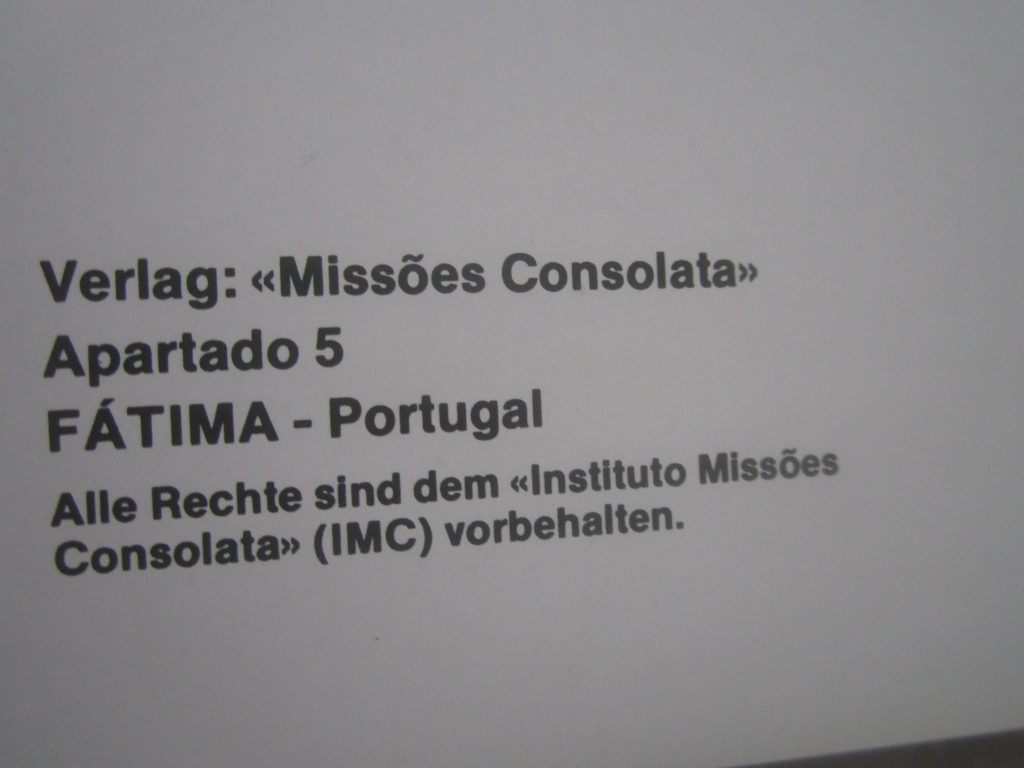 Verlag: «Missões Consolata»
Apartado 5
FÁTIMA - Portugal
Alle Rechte sind dem «Instituto Missões
Consolata» (IMC) vorbehalten.